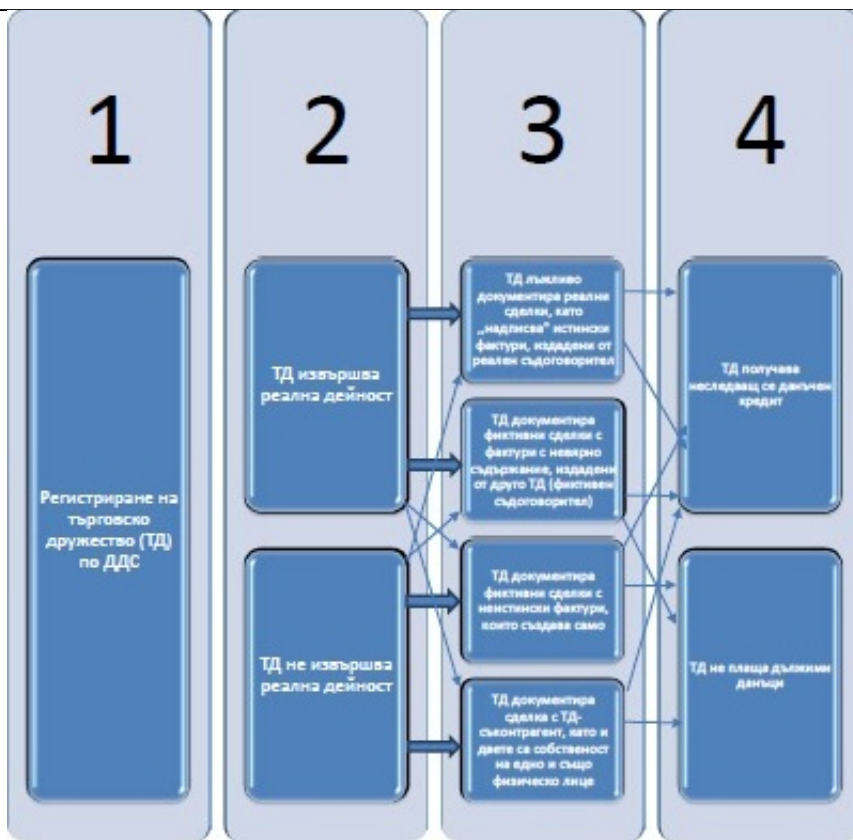 1
2
3
4
Регистриране на
търговско
дружество (ТД)
по ДДС
ТД извършва
реална дейност
ТД не извършва
реална дейност
ТД лъжливо
документира реални
сделки, като
„надписва" истински
фактури, издадени от
реален съдоговорител
ТД документира
фиктивни сделки с
фактури с невярно
съдържание, издадени
от друго ТД (фиктивен
съдоговорител)
ТД документира
фиктивни сделки с
неистински фактури,
които създава само
ТД документира
сделка с ТД-
съконтрагент, като и
двете са собственост
на едно и също
физическо лице
ТД получава
неследващ се данъчен
кредит
ТД не плаща дължими
данъци